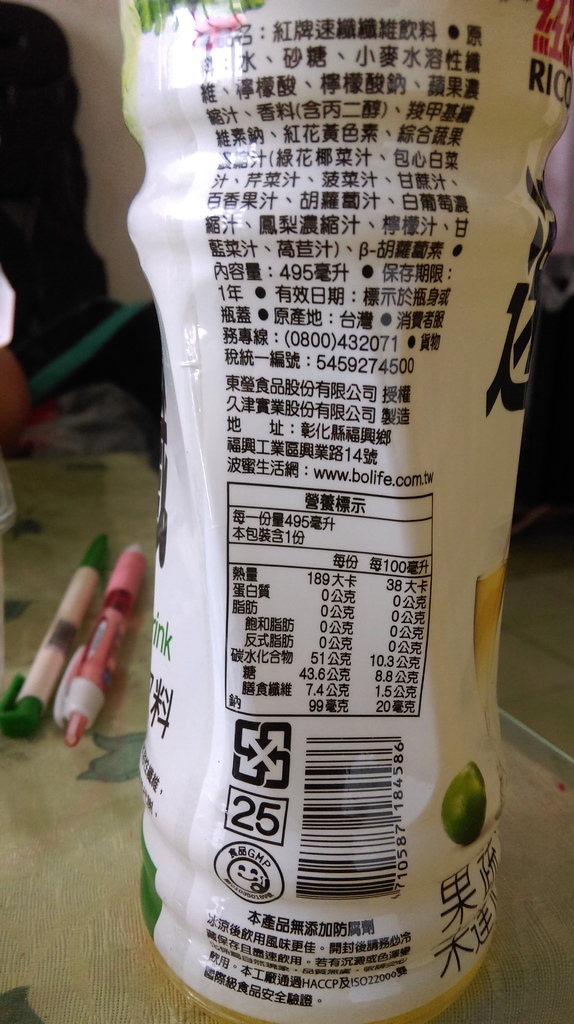 名：紅牌速纖纖維飲料 ● 原
料：水、砂糖、小麥水溶性纖
維、檸檬酸、檸檬酸鈉、蘋果濃
縮汁、香料(含丙二醇)、羧甲基纖
維素鈉、紅花黃色素、綜合蔬果
濃縮汁(綠花椰菜汁、包心白菜
汁、芹菜汁、菠菜汁、甘蔗汁、
百香果汁、胡蘿蔔汁、白葡萄濃
縮汁、鳳梨濃縮汁、檸檬汁、甘
藍菜汁、萵苣汁)、β-胡蘿蔔素 ●
內容量：495毫升 ● 保存期限：
1年 ● 有效日期：標示於瓶身或
瓶蓋 ● 原產地：台灣 ● 消費者服
務專線：(0800)432071 ● 貨物
稅統一編號：5459274500
東瑩食品股份有限公司 授權
久津實業股份有限公司 製造
地 址：彰化縣福興鄉
福興工業區興業路14號
波蜜生活網：www.bolife.com.tw
營養標示
每一份量495毫升
本包裝含1份
每份 每100毫升
熱量 189大卡 38大卡
蛋白質 0公克 0公克
脂肪 0公克 0公克
飽和脂肪 0公克 0公克
反式脂肪 0公克 0公克
碳水化合物 51公克 10.3公克
糖 43.6公克 8.8公克
膳食纖維 7.4公克 1.5公克
鈉 99毫克 20毫克
25
4710587184586
食品GMP
本產品無添加防腐劑
冰涼後飲用風味更佳。開封後請務必冷
藏保存且盡速飲用。若有沉澱或色澤變
飲用。本工廠通過HACCP及ISO22000雙
國際級食品安全驗證。
紅
RICO
速
rink
料
果